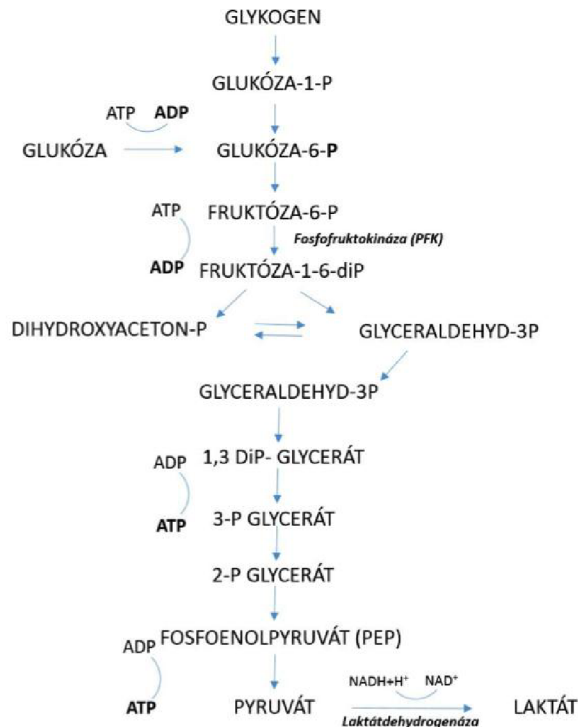 GLYKOGEN
GLUKÓZA-1-P
ATP ADP
GLUKÓZA GLUKÓZA-6-P
ATP FRUKTÓZA-6-P
Fosfofruktokináza (PFK)
ADP FRUKTÓZA-1-6-diP
DIHYDROXYACETON-P GLYCERALDEHYD-3P
GLYCERALDEHYD-3P
ADP 1,3 DiP- GLYCERÁT
ATP 3-P GLYCERÁT
2-P GLYCERÁT
ADP FOSFOENOLPYRUVÁT (PEP)
NADH+H⁺ NAD⁺
ATP PYRUVÁT LAKTÁT
Laktátdehydrogenáza